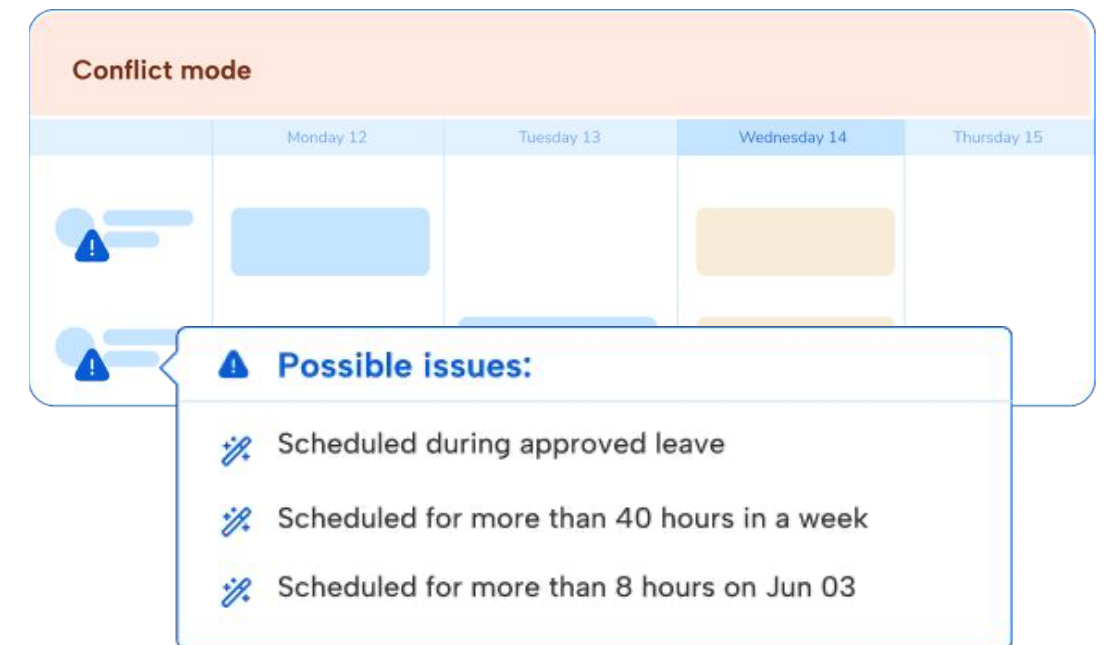 Conflict mode
Monday 12
Tuesday 13
Wednesday 14
Thursday 15
Possible issues:
Scheduled during approved leave
Scheduled for more than 40 hours in a week
Scheduled for more than 8 hours on Jun 03